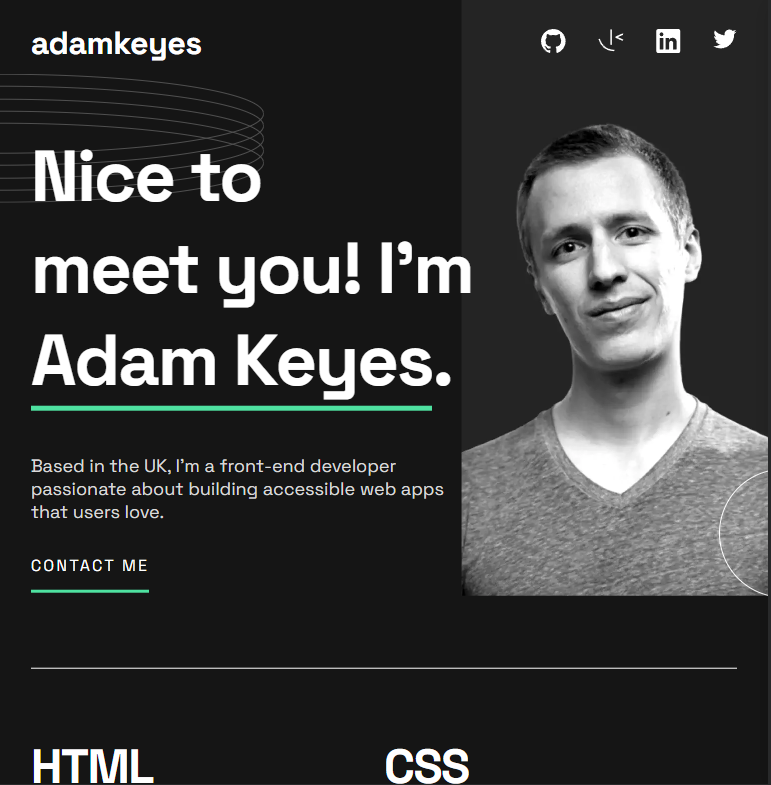 adamkeyes
Nice to
meet you! I’m
Adam Keyes.
Based in the UK, I’m a front-end developer
passionate about building accessible web apps
that users love.
CONTACT ME
HTML
CSS